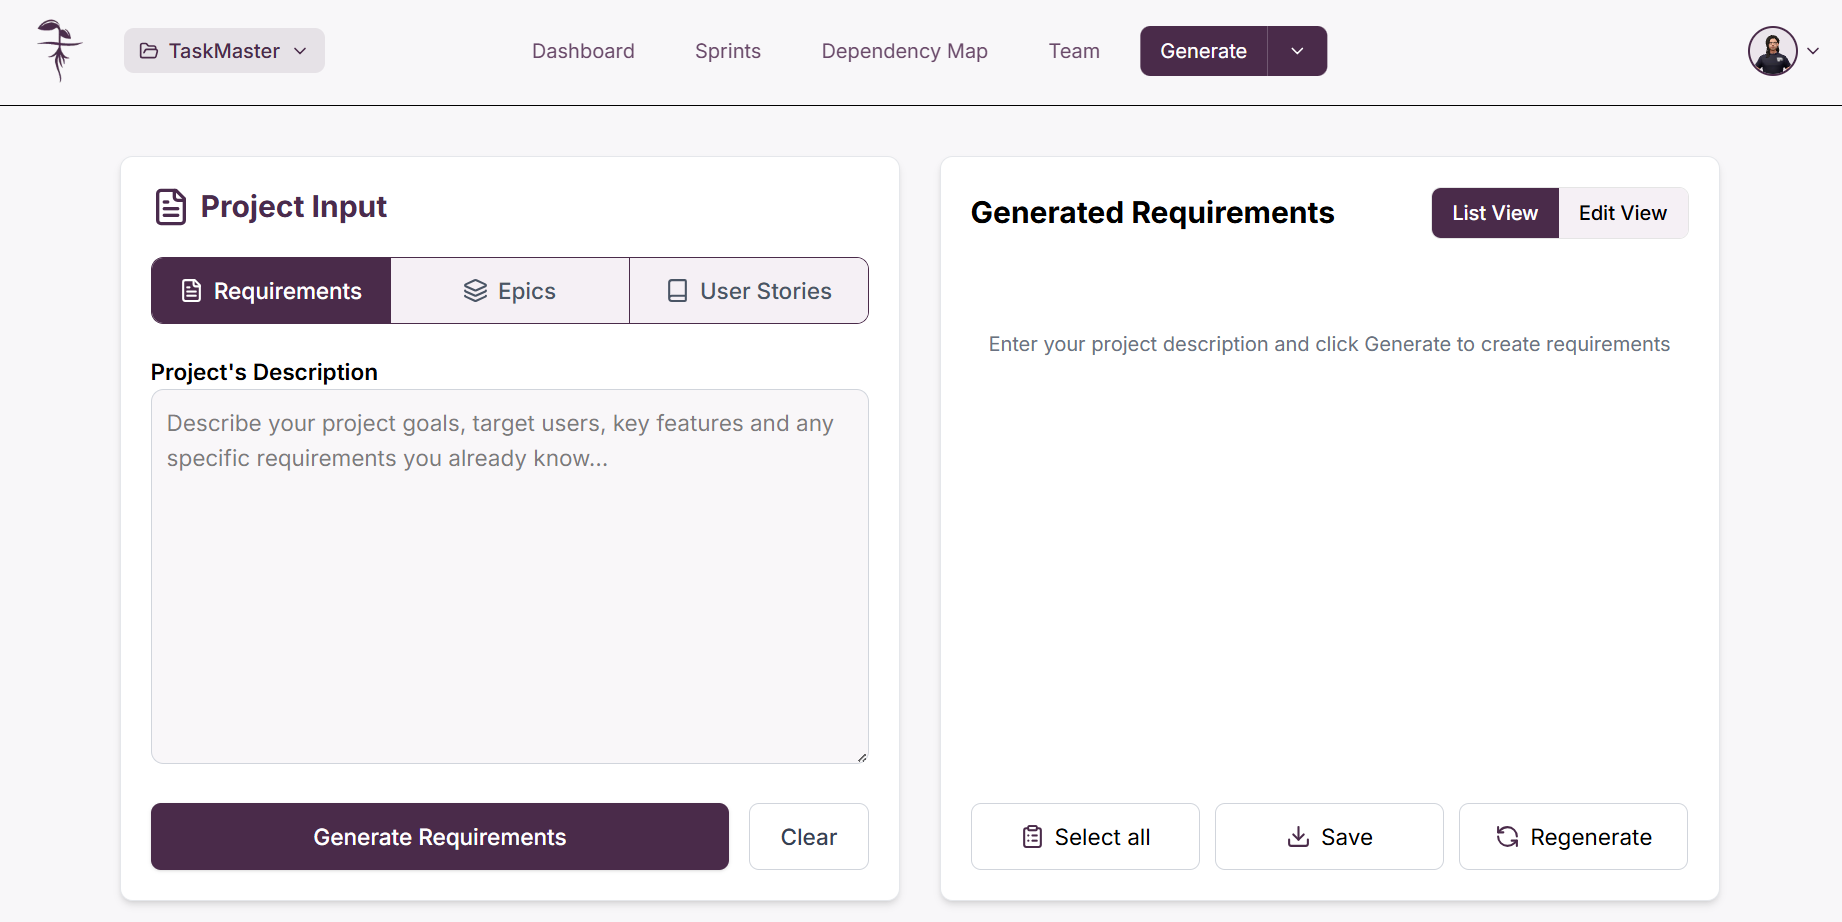 TaskMaster
Dashboard
Sprints
Dependency Map
Team
Generate
Project Input
Requirements
Epics
User Stories
Project's Description
Describe your project goals, target users, key features and any
specific requirements you already know...
Generate Requirements
Clear
Generated Requirements
List View
Edit View
Enter your project description and click Generate to create requirements
Select all
Save
Regenerate